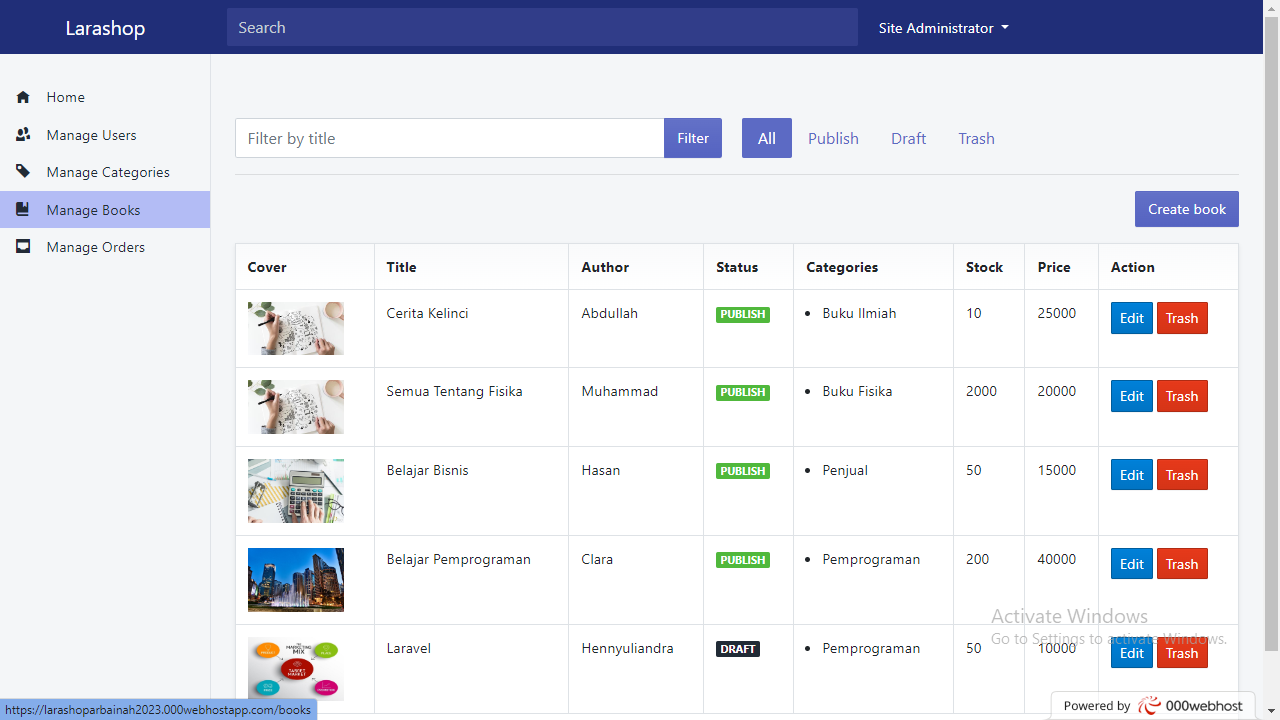 Larashop
Search
Site Administrator
Home
Manage Users
Manage Categories
Manage Books
Manage Orders
Filter by title
Filter
All
Publish
Draft
Trash
Create book
Cover Title Author Status Categories Stock Price Action
Cerita Kelinci Abdullah PUBLISH • Buku Ilmiah 10 25000 Edit Trash
Semua Tentang Fisika Muhammad PUBLISH • Buku Fisika 2000 20000 Edit Trash
Belajar Bisnis Hasan PUBLISH • Penjual 50 15000 Edit Trash
Belajar Pemprograman Clara PUBLISH • Pemprograman 200 40000 Edit Trash
MARKETING
MIX
TARGET
MARKET
Laravel Hennyuliandra DRAFT • Pemprograman 50 10000 Edit Trash
Activate Windows
Go to Settings to activate Windows.
https://larashoparbainah2023.000webhostapp.com/books
Powered by 000webhost